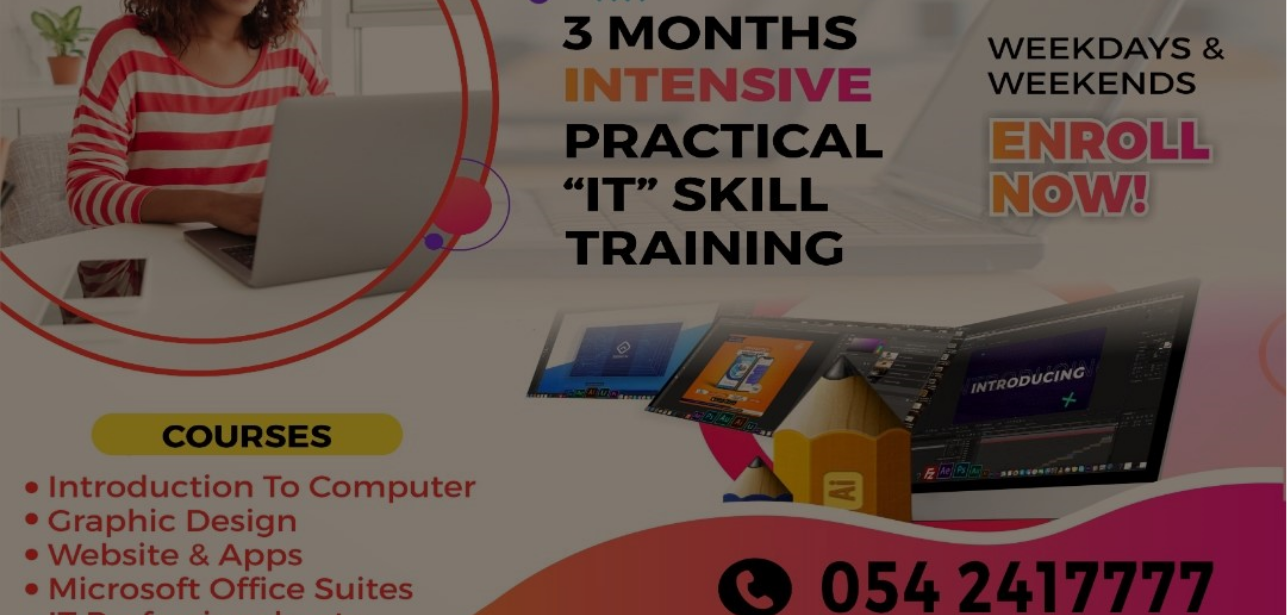 3 MONTHS
INTENSIVE
PRACTICAL
“IT” SKILL
TRAINING
WEEKDAYS &
WEEKENDS
ENROLL
NOW!
INTRODUCING
Ai
COURSES
• Introduction To Computer
• Graphic Design
• Website & Apps
• Microsoft Office Suites
054 2417777